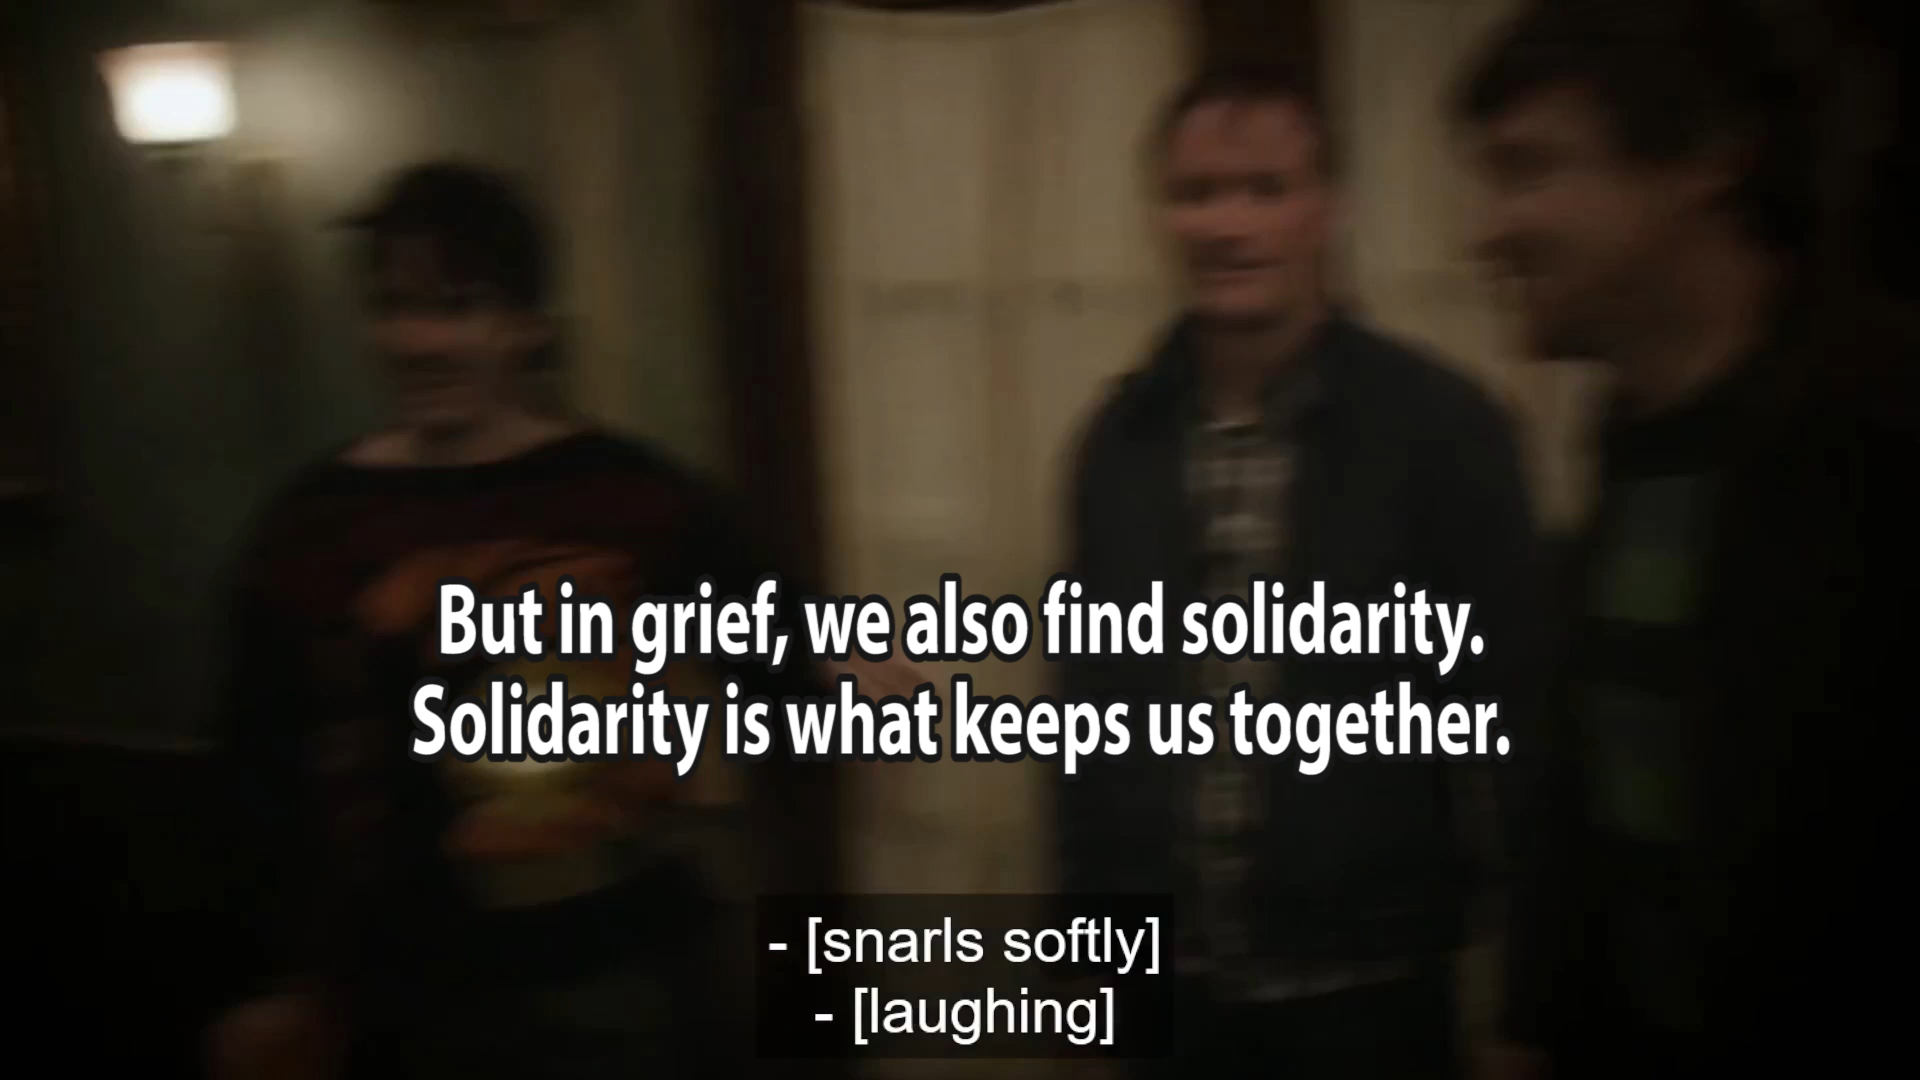 But in grief, we also find solidarity.
Solidarity is what keeps us together.
- [snarls softly]
- [laughing]